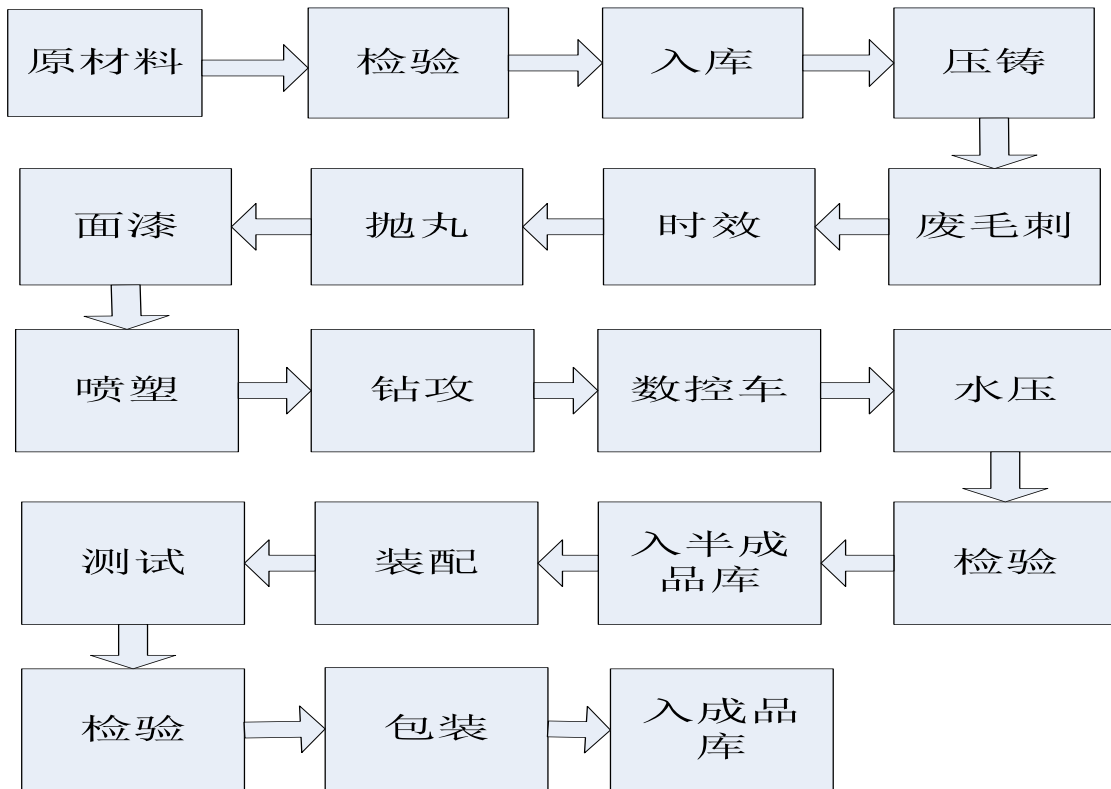 原材料
检验
入库
压铸
面漆
抛丸
时效
废毛刺
喷塑
钻攻
数控车
水压
测试
装配
入半成
品库
检验
检验
包装
入成品
库